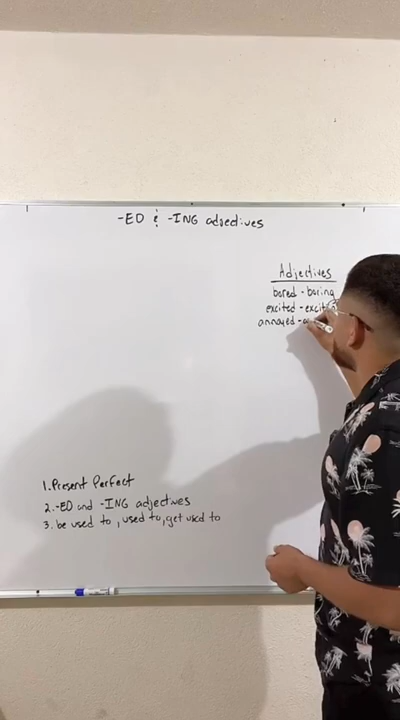 -ED & -ING adjectives
Adjectives
bored - boring
excited - excit
annoyed -
1. Present Perfect
2. -ED and -ING adjectives
3. be used to, used to, get used to